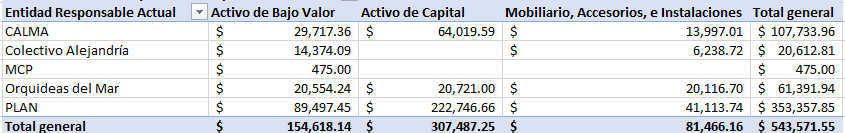 Entidad Responsable Actual Activo de Bajo Valor Activo de Capital Mobiliario, Accesorios, e Instalaciones Total general
CALMA $ 29,717.36 $ 64,019.59 $ 13,997.01 $ 107,733.96
Colectivo Alejandría $ 14,374.09 $ 6,238.72 $ 20,612.81
MCP $ 475.00 $ 475.00
Orquideas del Mar $ 20,554.24 $ 20,721.00 $ 20,116.70 $ 61,391.94
PLAN $ 89,497.45 $ 222,746.66 $ 41,113.74 $ 353,357.85
Total general $ 154,618.14 $ 307,487.25 $ 81,466.16 $ 543,571.55